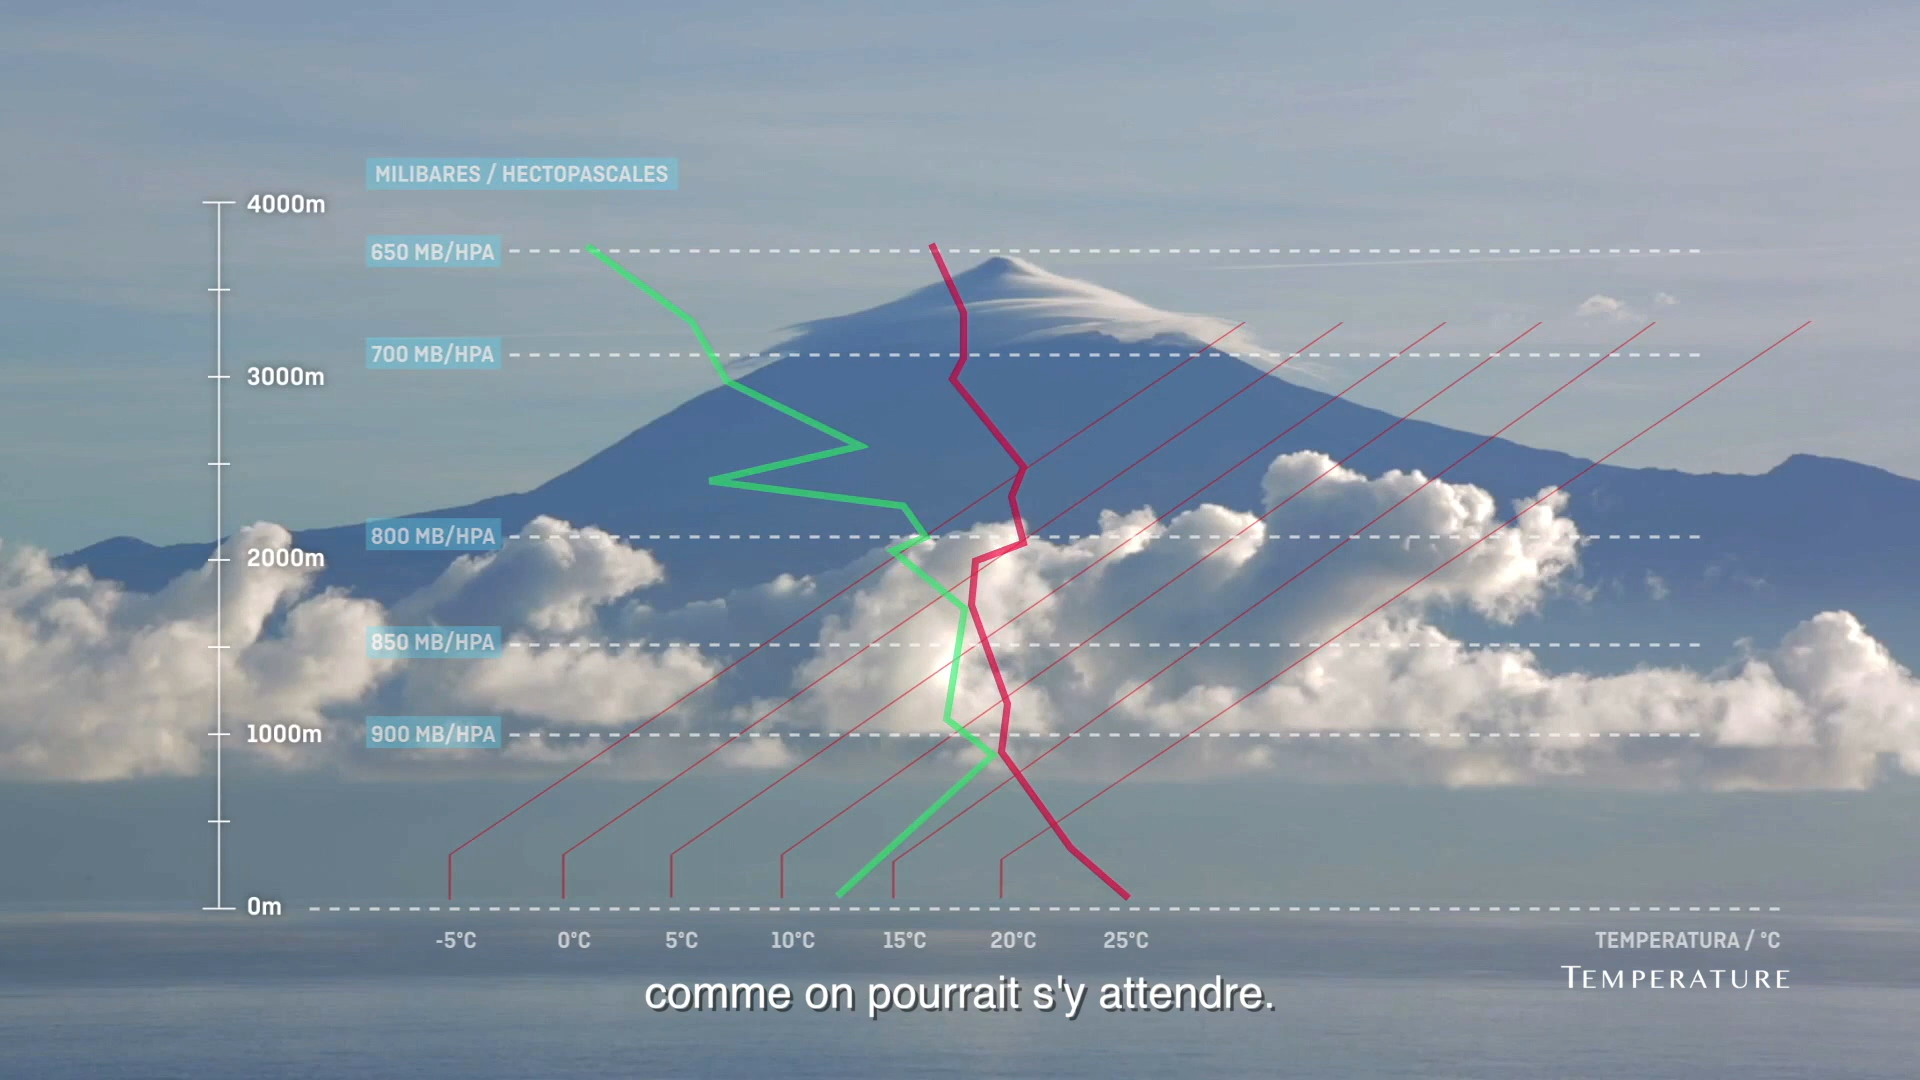 MILIBARES / HECTOPASCALES
4000m
650 MB/HPA
700 MB/HPA
3000m
800 MB/HPA
2000m
850 MB/HPA
900 MB/HPA
1000m
0m
-5°C 0°C 5°C 10°C 15°C 20°C 25°C TEMPERATURA / °C
TEMPERATURE
comme on pourrait s'y attendre.